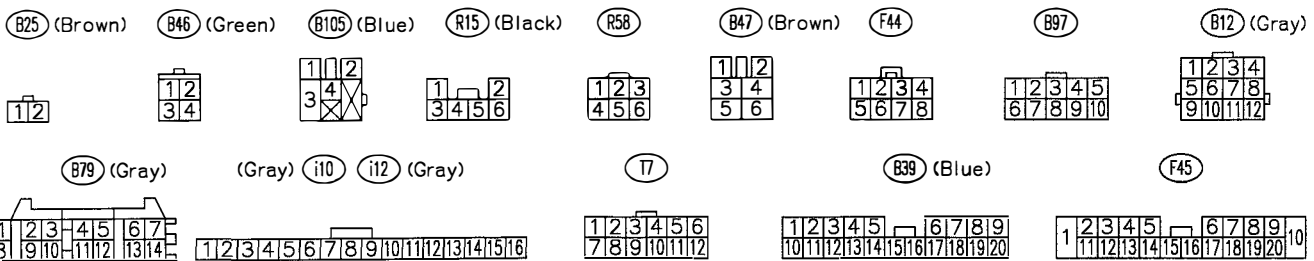 B25 (Brown) B46 (Green) B105 (Blue) R15 (Black) R58 B47 (Brown) F44 B97 B12 (Gray)
1 2
1 2
3 4
1 2
3 4
1 2
3 4 5 6
1 2 3
4 5 6
1 2
3 4
5 6
1 2 3 4
5 6 7 8
1 2 3 4 5
6 7 8 9 10
1 2 3 4
5 6 7 8
9 10 11 12
B79 (Gray) (Gray) i10 i12 (Gray) T7 B39 (Blue) F45
1 2 3 4 5 6 7
8 9 10 11 12 13 14
1 2 3 4 5 6 7 8 9 10 11 12 13 14 15 16
1 2 3 4 5 6
7 8 9 10 11 12
1 2 3 4 5 6 7 8 9
10 11 12 13 14 15 16 17 18 19 20
1 2 3 4 5 6 7 8 9 10
11 12 13 14 15 16 17 18 19 20